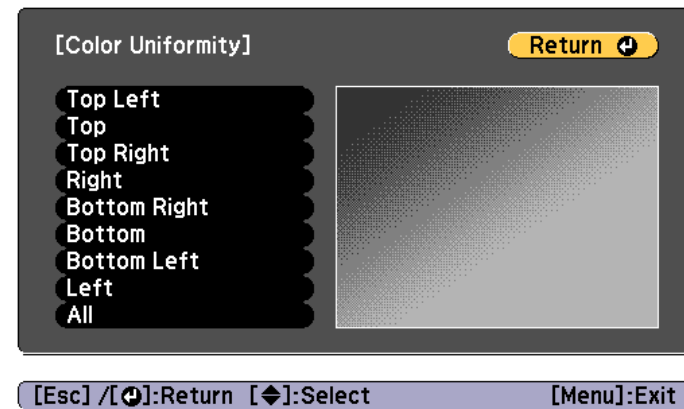 [Color Uniformity]
Return
Top Left
Top
Top Right
Right
Bottom Right
Bottom
Bottom Left
Left
All
[Esc] /[⏎]:Return [◆]:Select [Menu]:Exit